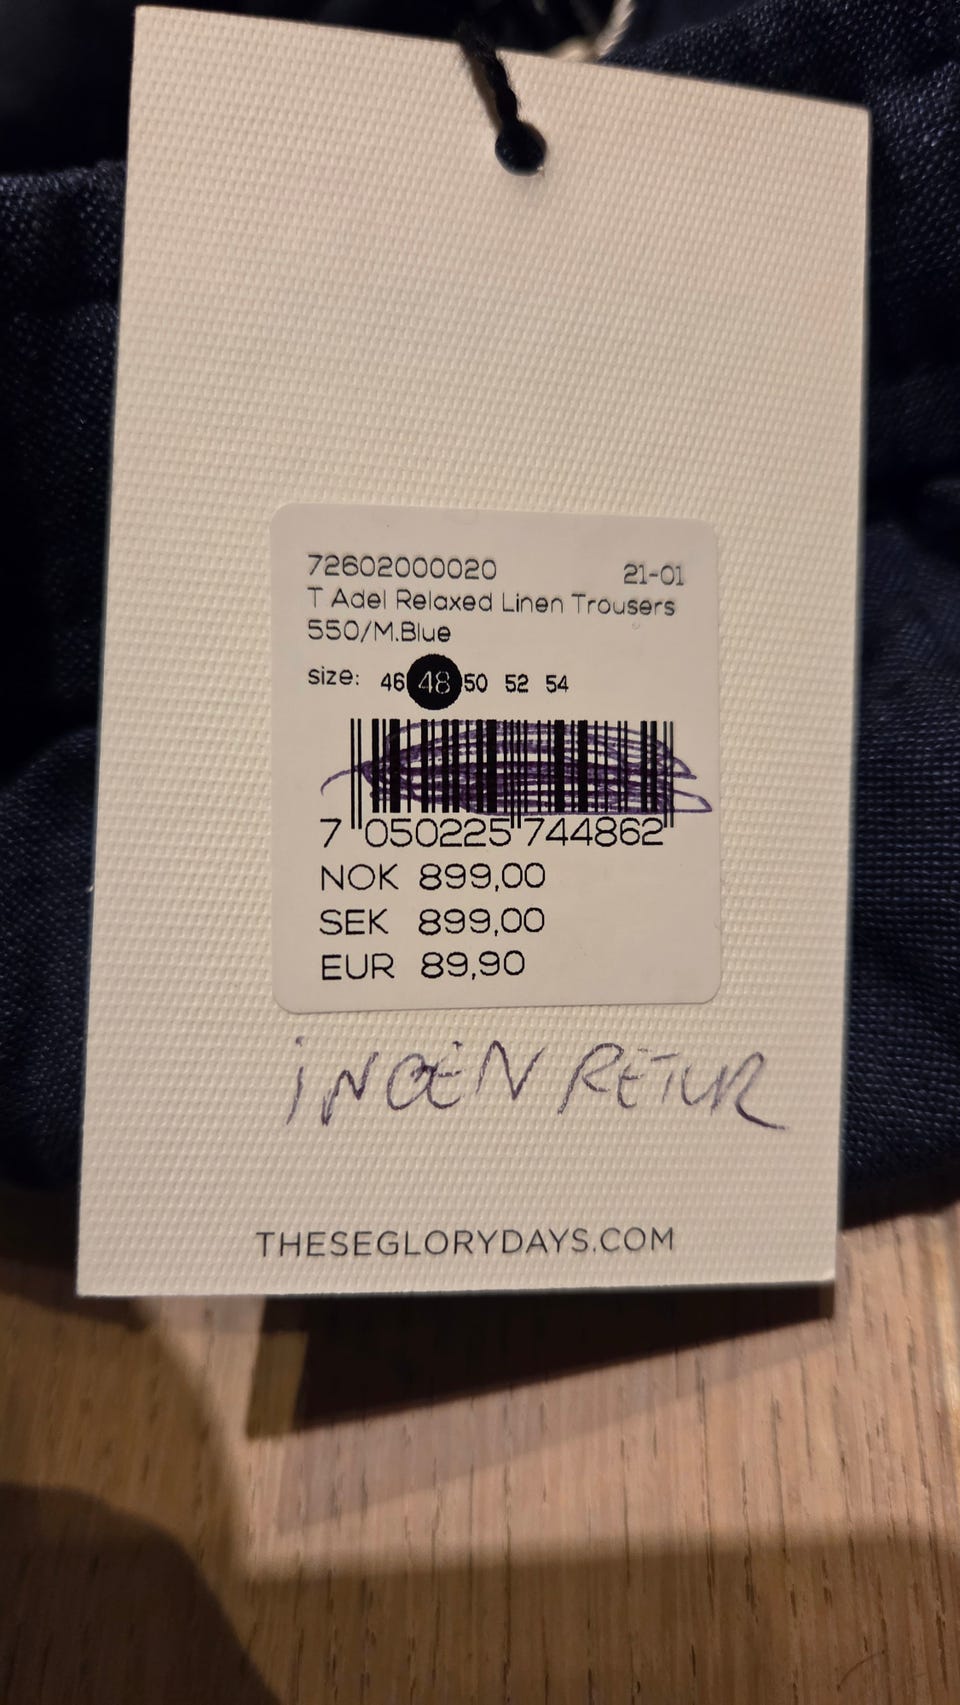 72602000020 21-01
T Adel Relaxed Linen Trousers
550/M.Blue
size: 46 48 50 52 54
7 050225 744862
NOK 899,00
SEK 899,00
EUR 89,90
iNGEN RETUR
THESEGLORYDAYS.COM